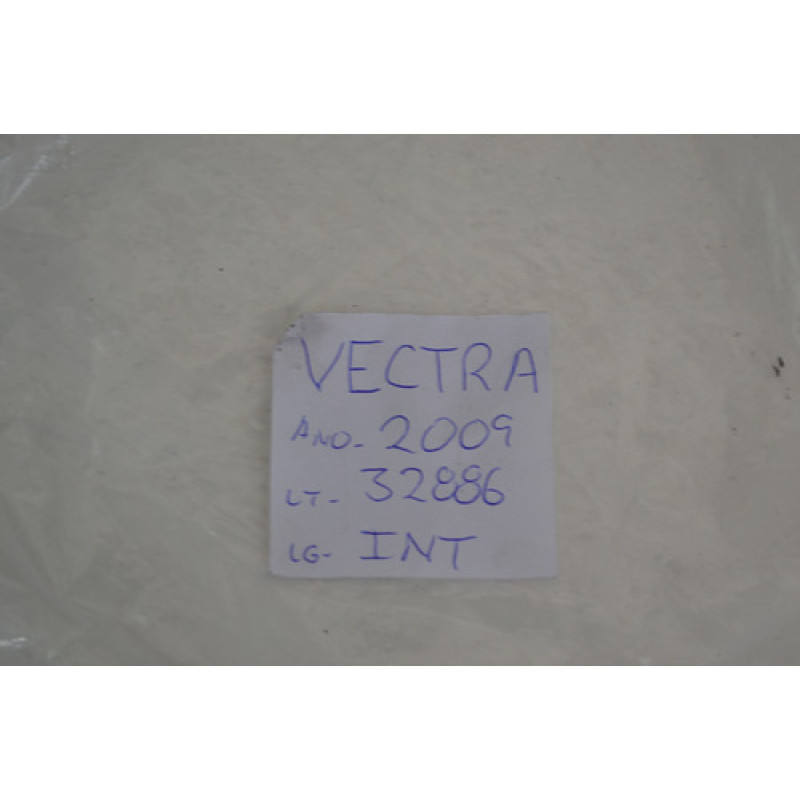 VECTRA
ANO- 2009
LT- 32886
LG- INT